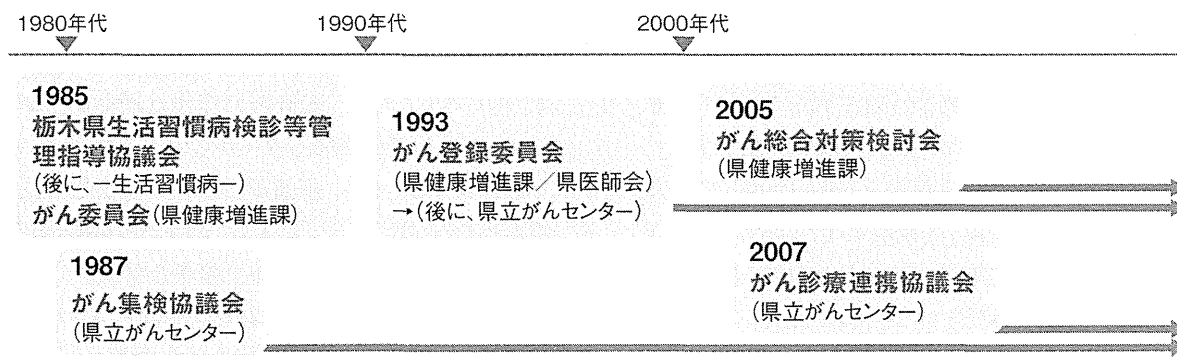 1980年代
1990年代
2000年代
1985
栃木県生活習慣病検診等管
理指導協議会
(後に、ー生活習慣病ー)
がん委員会(県健康増進課)
1987
がん集検協議会
(県立がんセンター)
1993
がん登録委員会
(県健康増進課／県医師会)
→(後に、県立がんセンター)
2005
がん総合対策検討会
(県健康増進課)
2007
がん診療連携協議会
(県立がんセンター)